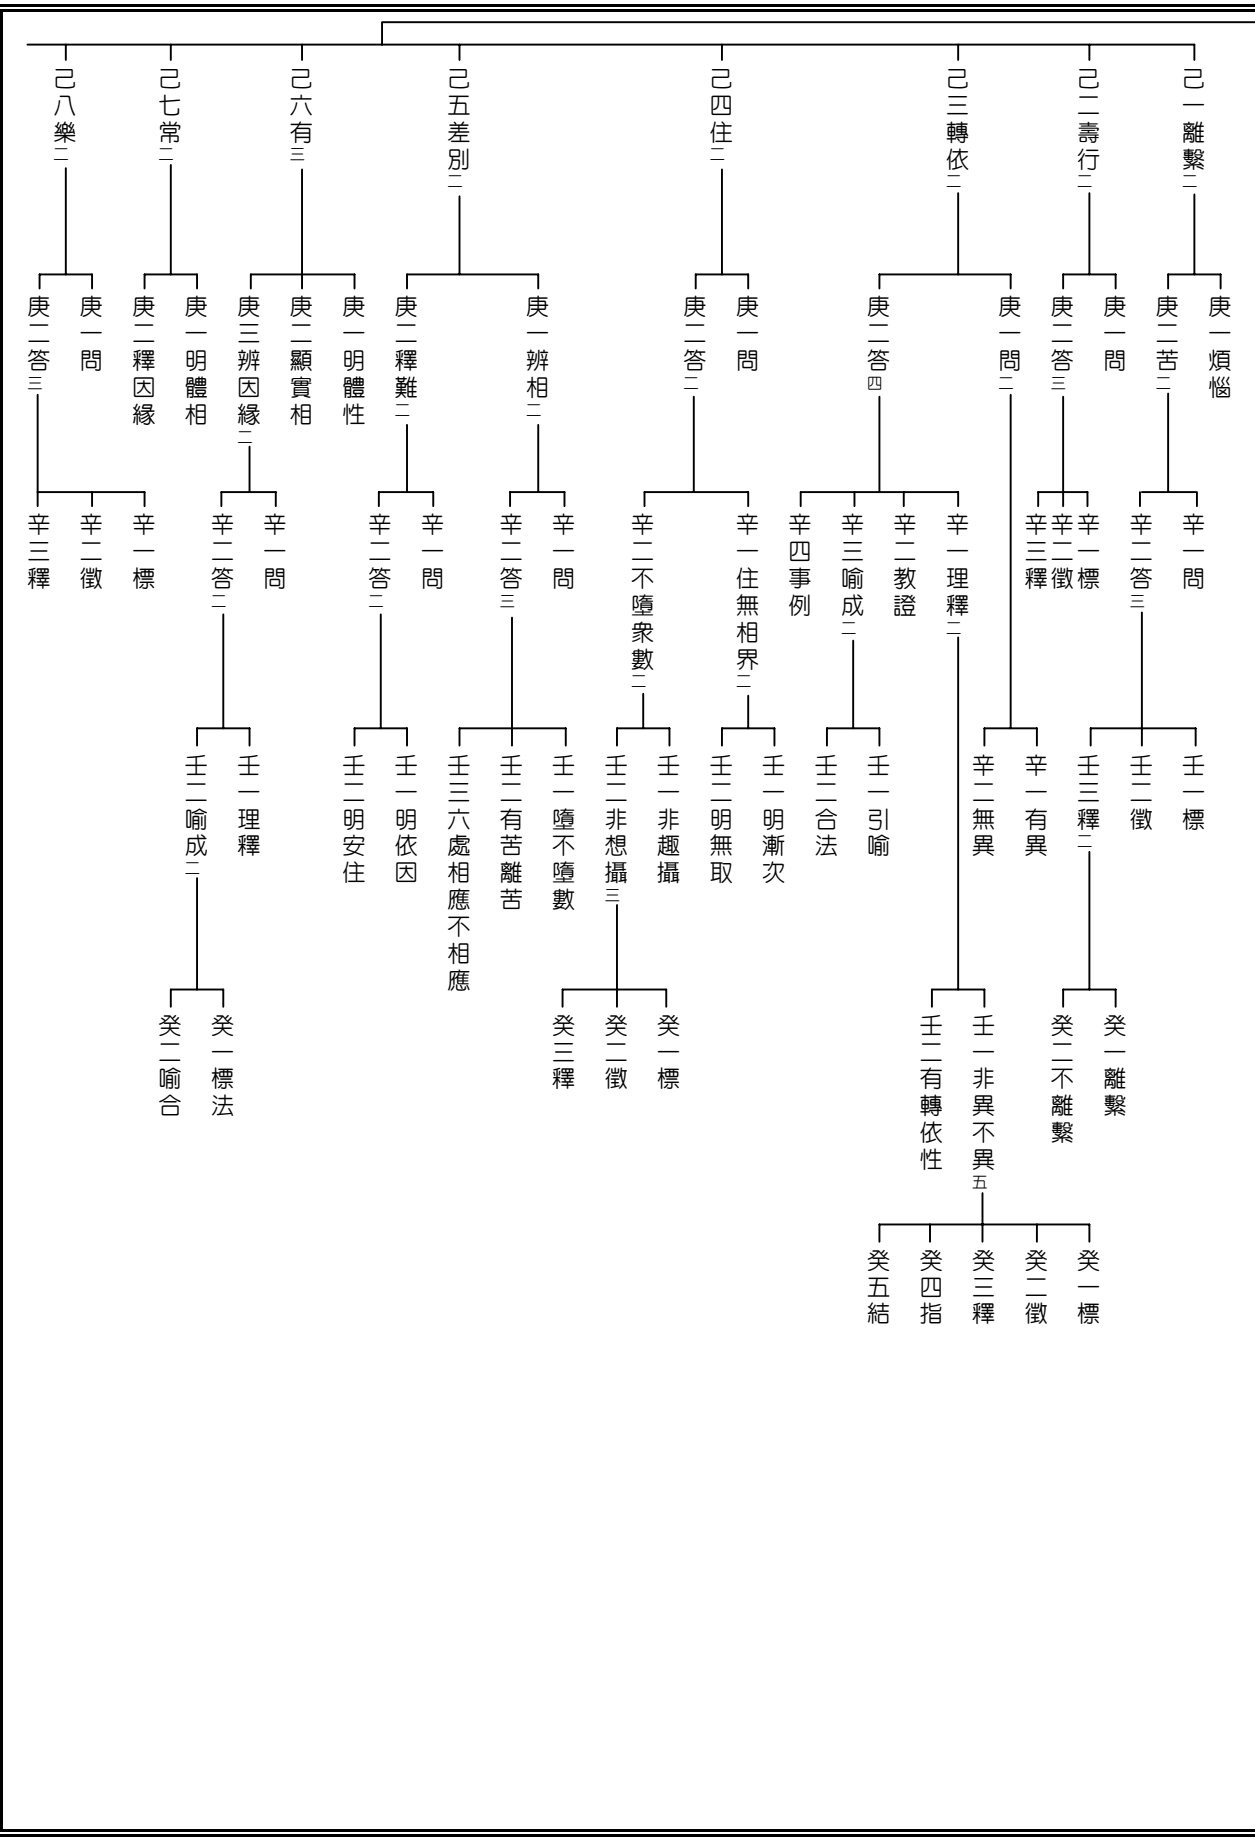 己一離繫二
己二壽行二
己三轉依二
己四住二
己五差別二
己六有三
己七常二
己八樂二
庚一煩惱
庚二苦二
庚一問
庚二答三
庚一問二
庚二答四
庚一問
庚二答二
庚一辨相二
庚二釋難二
庚一明體性
庚二顯實相
庚三辨因緣二
庚一明體相
庚二釋因緣
庚一問
庚二答三
辛一問
辛二答三
辛一標
辛二徵
辛三釋
辛一理釋二
辛二教證
辛三喻成二
辛四事例
辛一住無相界二
辛二不墮衆數二
辛一問
辛二答三
辛一問
辛二答二
辛一問
辛二答二
辛一標
辛二徵
辛三釋
壬一標
壬二徵
壬三釋二
辛一有異
辛二無異
壬一引喻
壬二合法
壬一明漸次
壬二明無取
壬一非趣攝
壬二非想攝三
壬一墮不墮數
壬二有苦離苦
壬三六處相應不相應
壬一明依因
壬二明安住
壬一理釋
壬二喻成二
癸一離繫
癸二不離繫
壬一非異不異五
壬二有轉依性
癸一標
癸二徵
癸三釋
癸一標法
癸二喻合
癸一標
癸二徵
癸三釋
癸四指
癸五結